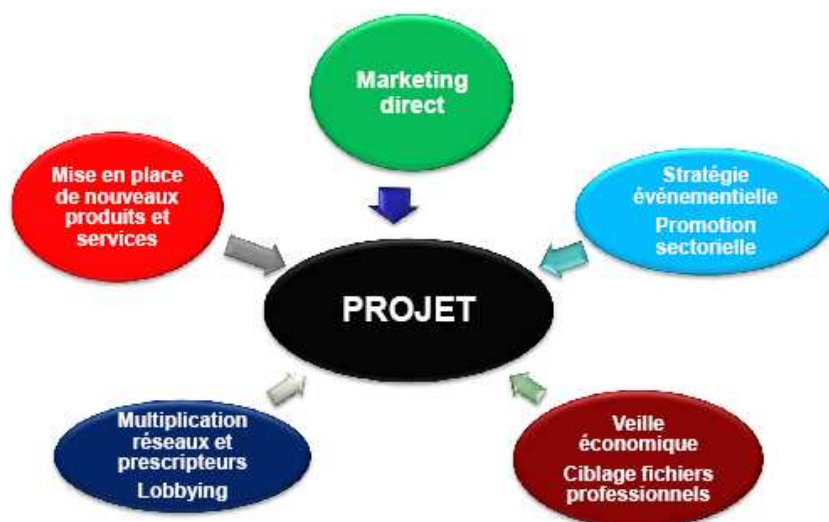 Marketing
direct
Mise en place
de nouveaux
produits et
services
Stratégie
événementielle
Promotion
sectorielle
PROJET
Multiplication
réseaux et
prescripteurs
Lobbying
Veille
économique
Ciblage fichiers
professionnels